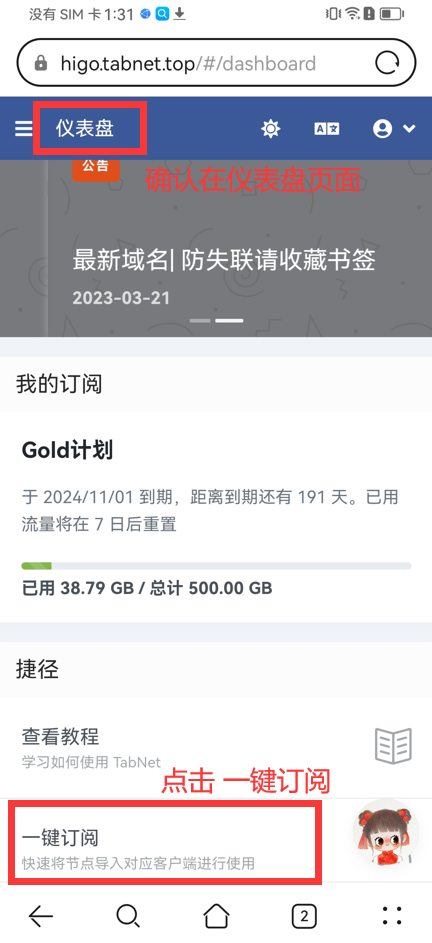 没有 SIM 卡 1:31
higo.tabnet.top/#/dashboard
仪表盘
公告
确认在仪表盘页面
最新域名| 防失联请收藏书签
2023-03-21
我的订阅
Gold计划
于 2024/11/01 到期，距离到期还有 191 天。已用
流量将在 7 日后重置
已用 38.79 GB / 总计 500.00 GB
捷径
查看教程
学习如何使用 TabNet
点击 一键订阅
一键订阅
快速将节点导入对应客户端进行使用
2